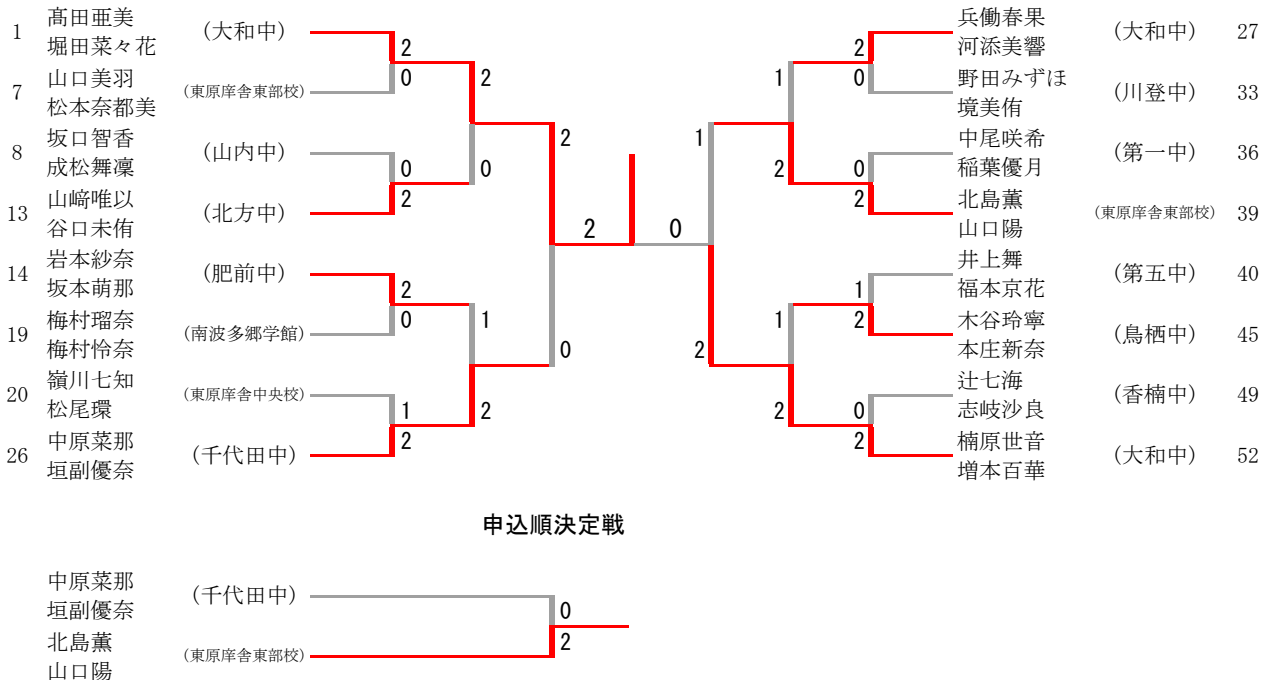 髙田亜美
1 (大和中)
堀田菜々花
2
0
山口美羽
7 (東原庠舎東部校)
松本奈都美
2
0
坂口智香
8 (山内中)
成松舞凜
0
2
山﨑唯以
13 (北方中)
谷口未侑
2
0
岩本紗奈
14 (肥前中)
坂本萌那
2
0
梅村瑠奈
19 (南波多郷学館)
梅村怜奈
1
2
嶺川七知
20 (東原庠舎中央校)
松尾環
1
2
中原菜那
26 (千代田中)
垣副優奈
2 0
兵働春果
(大和中) 27
河添美響
2
0
野田みずほ
(川登中) 33
境美侑
1
2
中尾咲希
(第一中) 36
稲葉優月
0
2
北島薫
(東原庠舎東部校) 39
山口陽
1
2
井上舞
(第五中) 40
福本京花
1
2
木谷玲寧
(鳥栖中) 45
本庄新奈
1
2
辻七海
(香楠中) 49
志岐沙良
0
2
楠原世音
(大和中) 52
増本百華
申込順決定戦
中原菜那
(千代田中)
垣副優奈
0
2
北島薫
(東原庠舎東部校)
山口陽